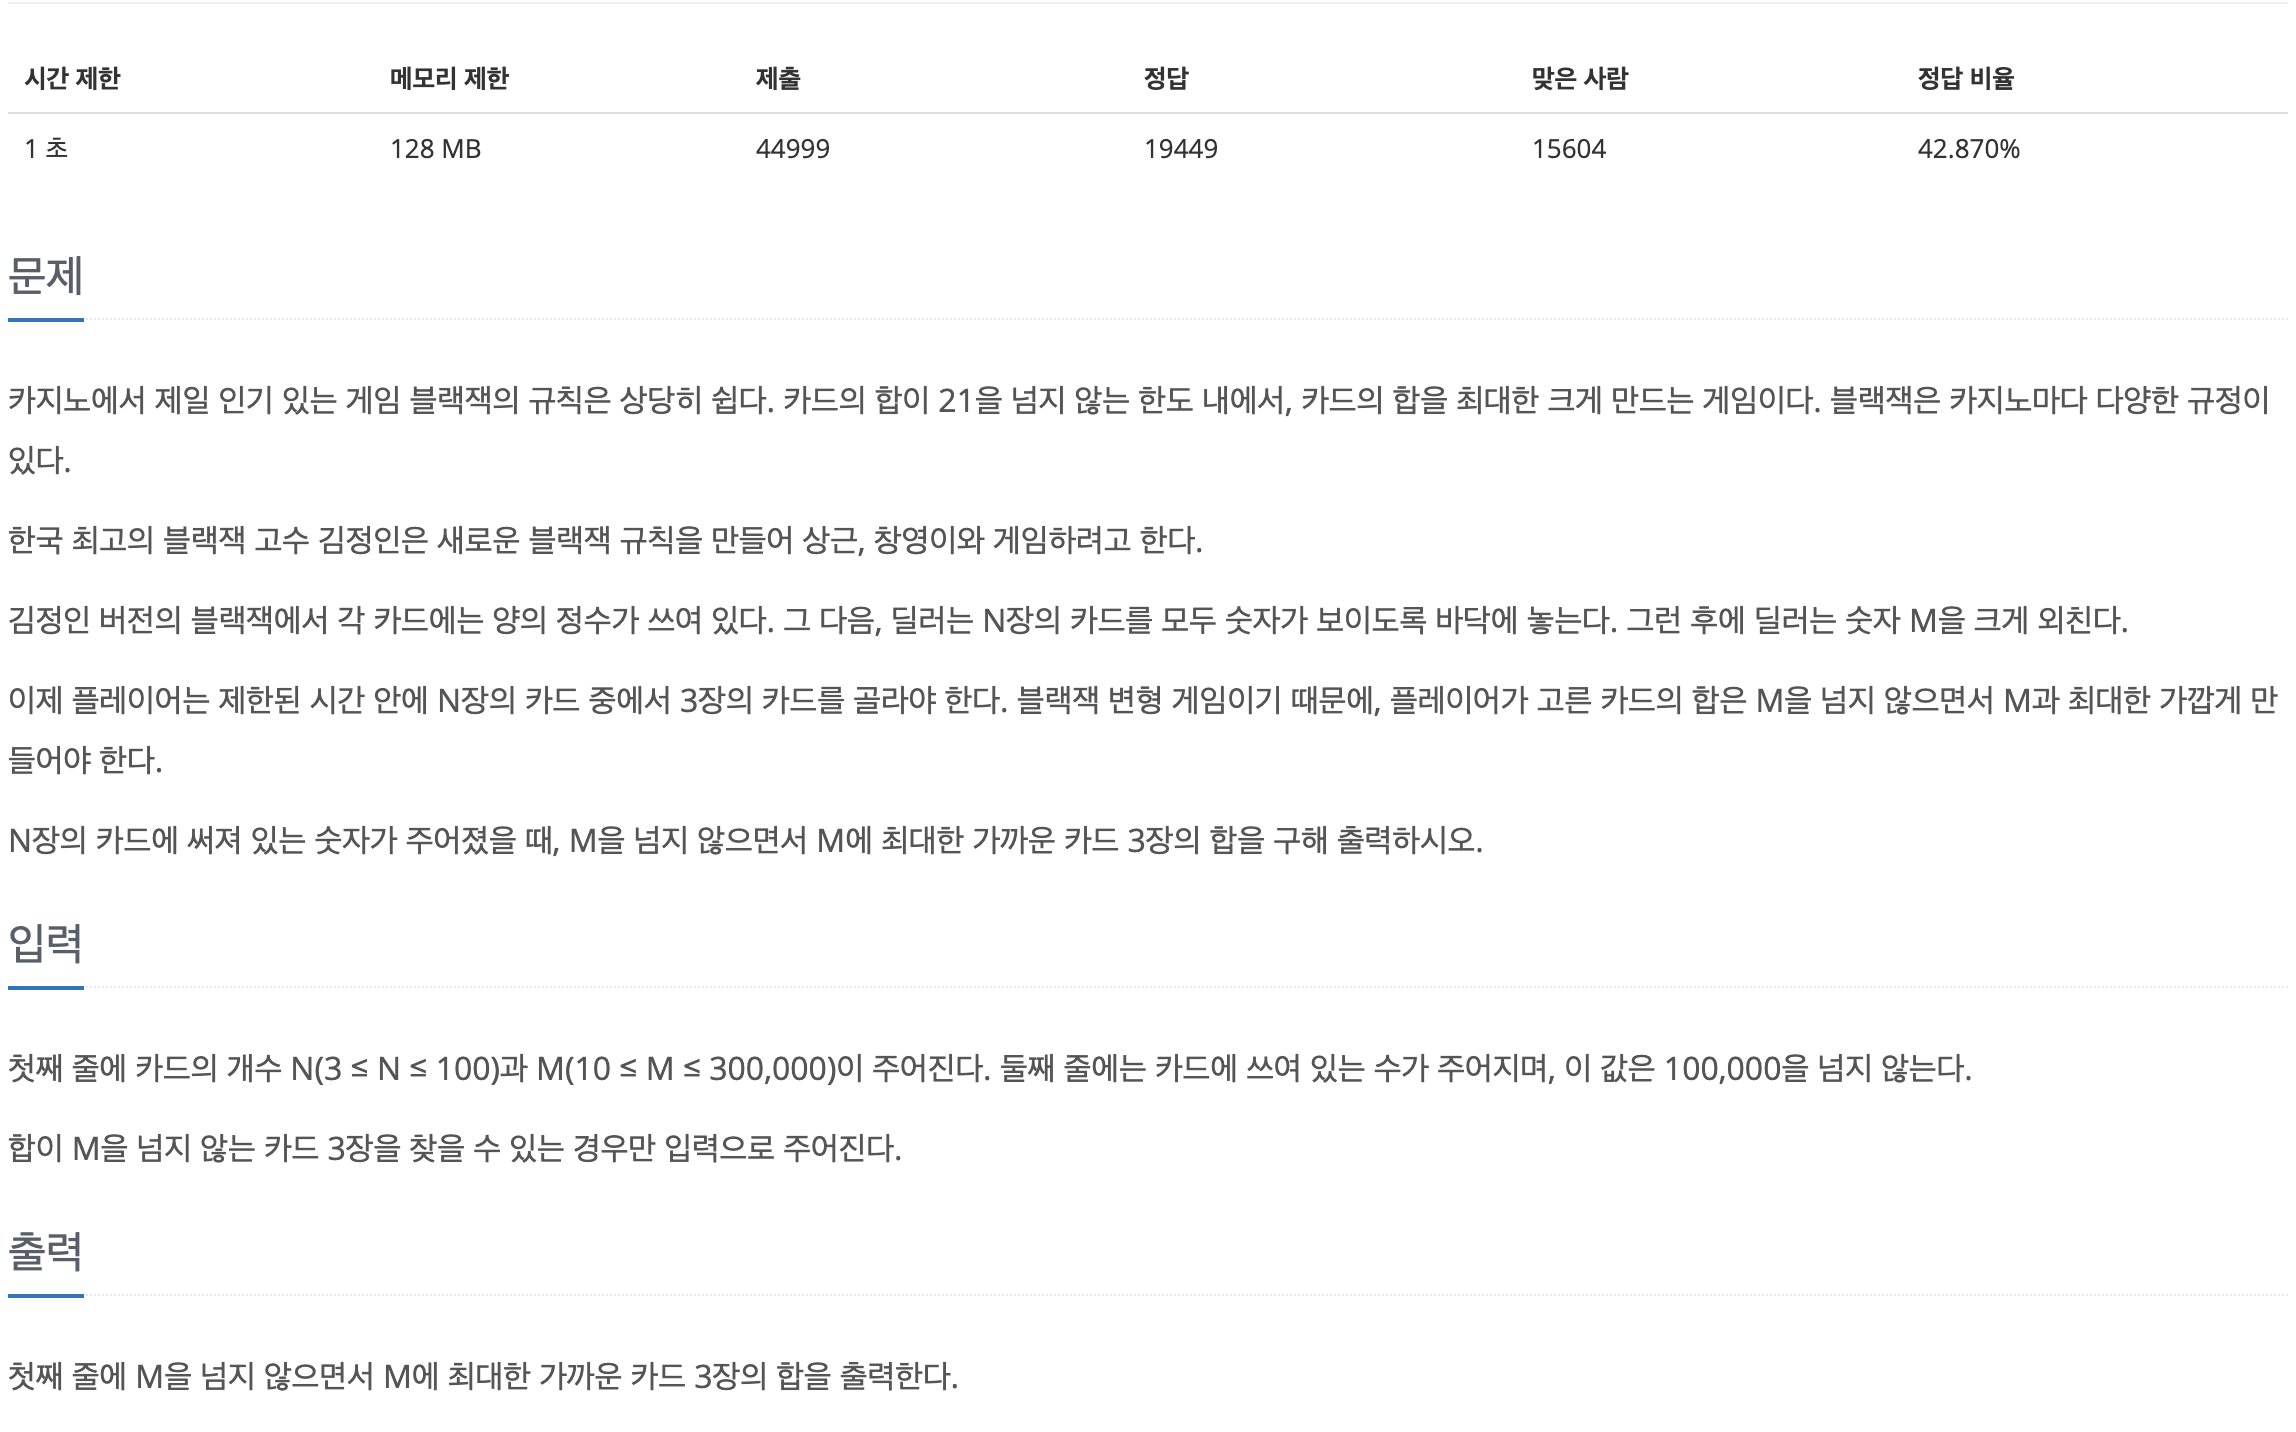 시간 제한 메모리 제한 제출 정답 맞은 사람 정답 비율
1 초 128 MB 44999 19449 15604 42.870%
문제
카지노에서 제일 인기 있는 게임 블랙잭의 규칙은 상당히 쉽다. 카드의 합이 21을 넘지 않는 한도 내에서, 카드의 합을 최대한 크게 만드는 게임이다. 블랙잭은 카지노마다 다양한 규정이
있다.
한국 최고의 블랙잭 고수 김정인은 새로운 블랙잭 규칙을 만들어 상근, 창영이와 게임하려고 한다.
김정인 버전의 블랙잭에서 각 카드에는 양의 정수가 쓰여 있다. 그 다음, 딜러는 N장의 카드를 모두 숫자가 보이도록 바닥에 놓는다. 그런 후에 딜러는 숫자 M을 크게 외친다.
이제 플레이어는 제한된 시간 안에 N장의 카드 중에서 3장의 카드를 골라야 한다. 블랙잭 변형 게임이기 때문에, 플레이어가 고른 카드의 합은 M을 넘지 않으면서 M과 최대한 가깝게 만
들어야 한다.
N장의 카드에 써져 있는 숫자가 주어졌을 때, M을 넘지 않으면서 M에 최대한 가까운 카드 3장의 합을 구해 출력하시오.
입력
첫째 줄에 카드의 개수 N(3 ≤ N ≤ 100)과 M(10 ≤ M ≤ 300,000)이 주어진다. 둘째 줄에는 카드에 쓰여 있는 수가 주어지며, 이 값은 100,000을 넘지 않는다.
합이 M을 넘지 않는 카드 3장을 찾을 수 있는 경우만 입력으로 주어진다.
출력
첫째 줄에 M을 넘지 않으면서 M에 최대한 가까운 카드 3장의 합을 출력한다.